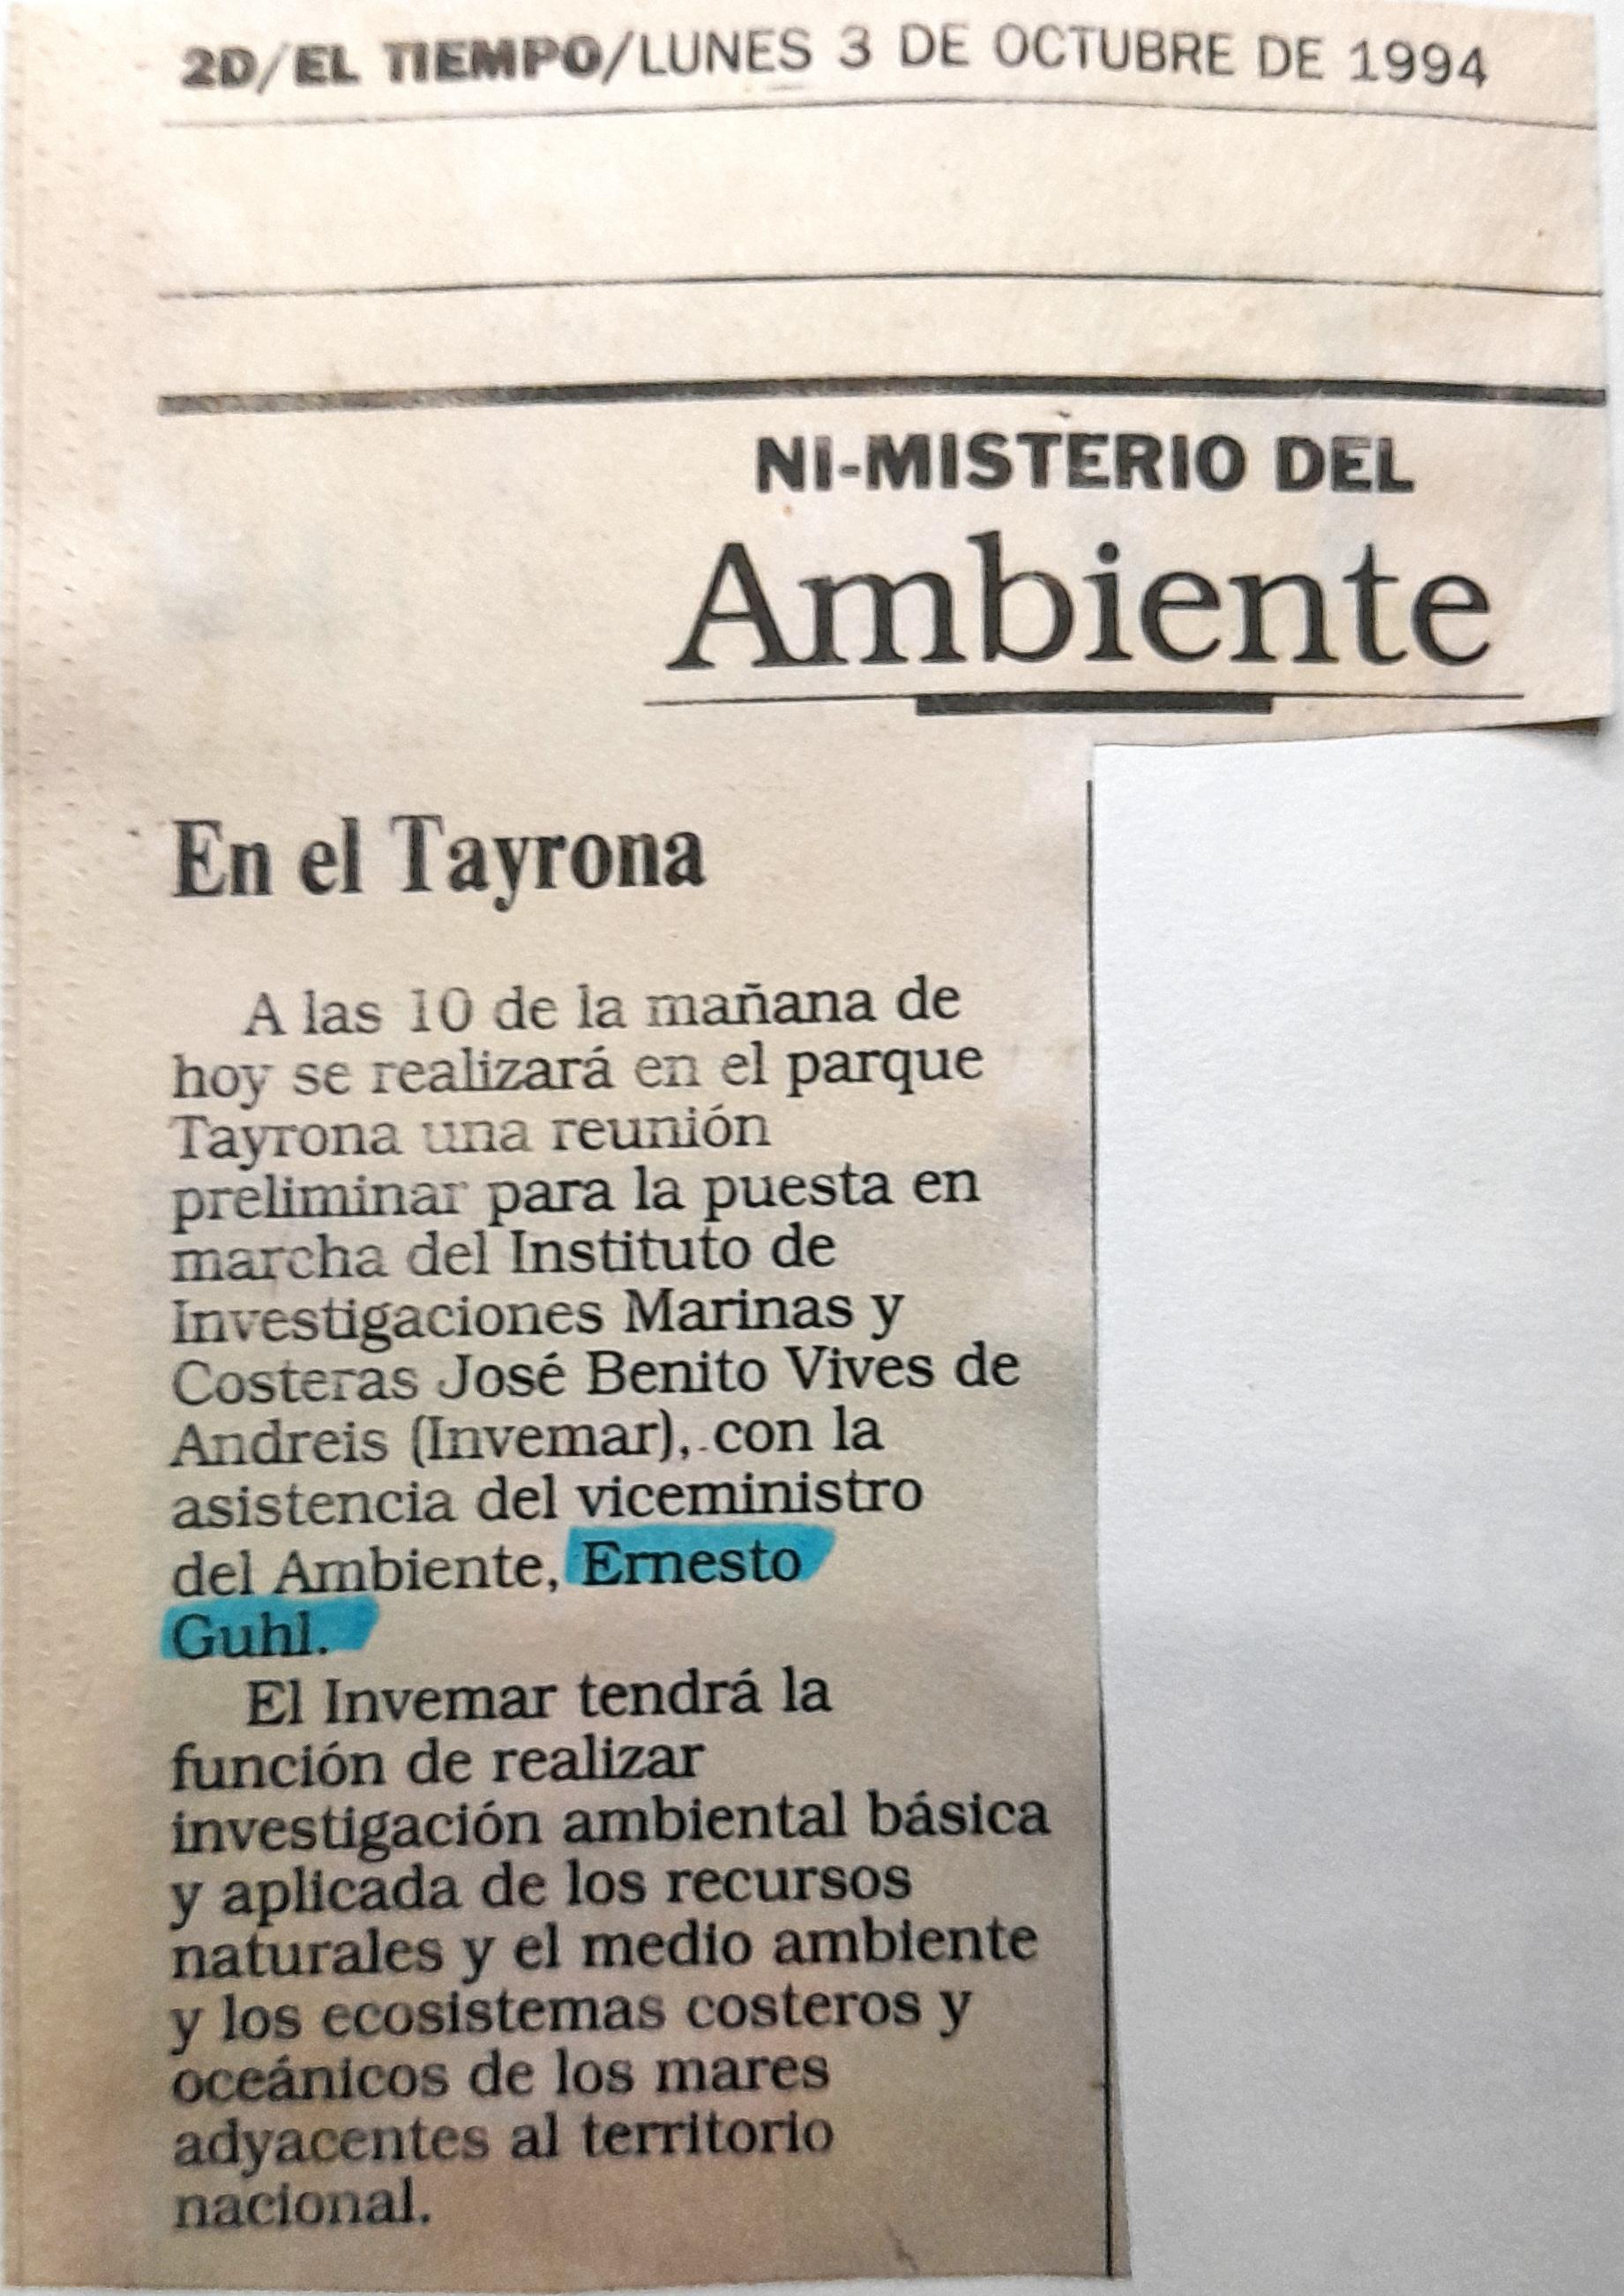 2D/EL TIEMPO/LUNES 3 DE OCTUBRE DE 1994
NI-MISTERIO DEL
Ambiente
En el Tayrona
A las 10 de la mañana de
hoy se realizará en el parque
Tayrona una reunión
preliminar para la puesta en
marcha del Instituto de
Investigaciones Marinas y
Costeras José Benito Vives de
Andreis (Invemar), con la
asistencia del viceministro
del Ambiente, Ernesto
Guhl.
El Invemar tendrá la
función de realizar
investigación ambiental básica
y aplicada de los recursos
naturales y el medio ambiente
y los ecosistemas costeros y
oceánicos de los mares
adyacentes al territorio
nacional.